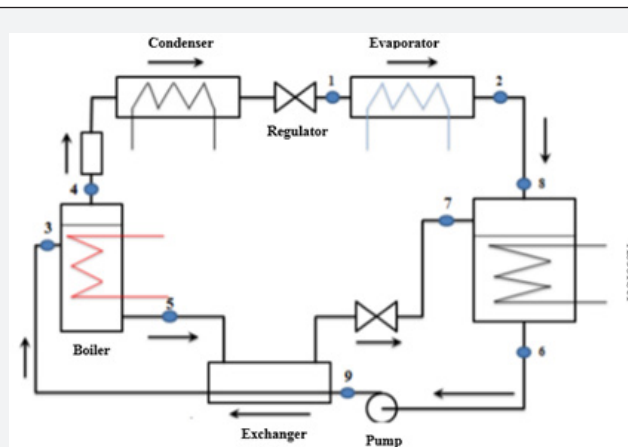 Condenser
Evaporator
1
2
Regulator
4
8
3
7
5
6
Boiler
9
Exchanger
Pump